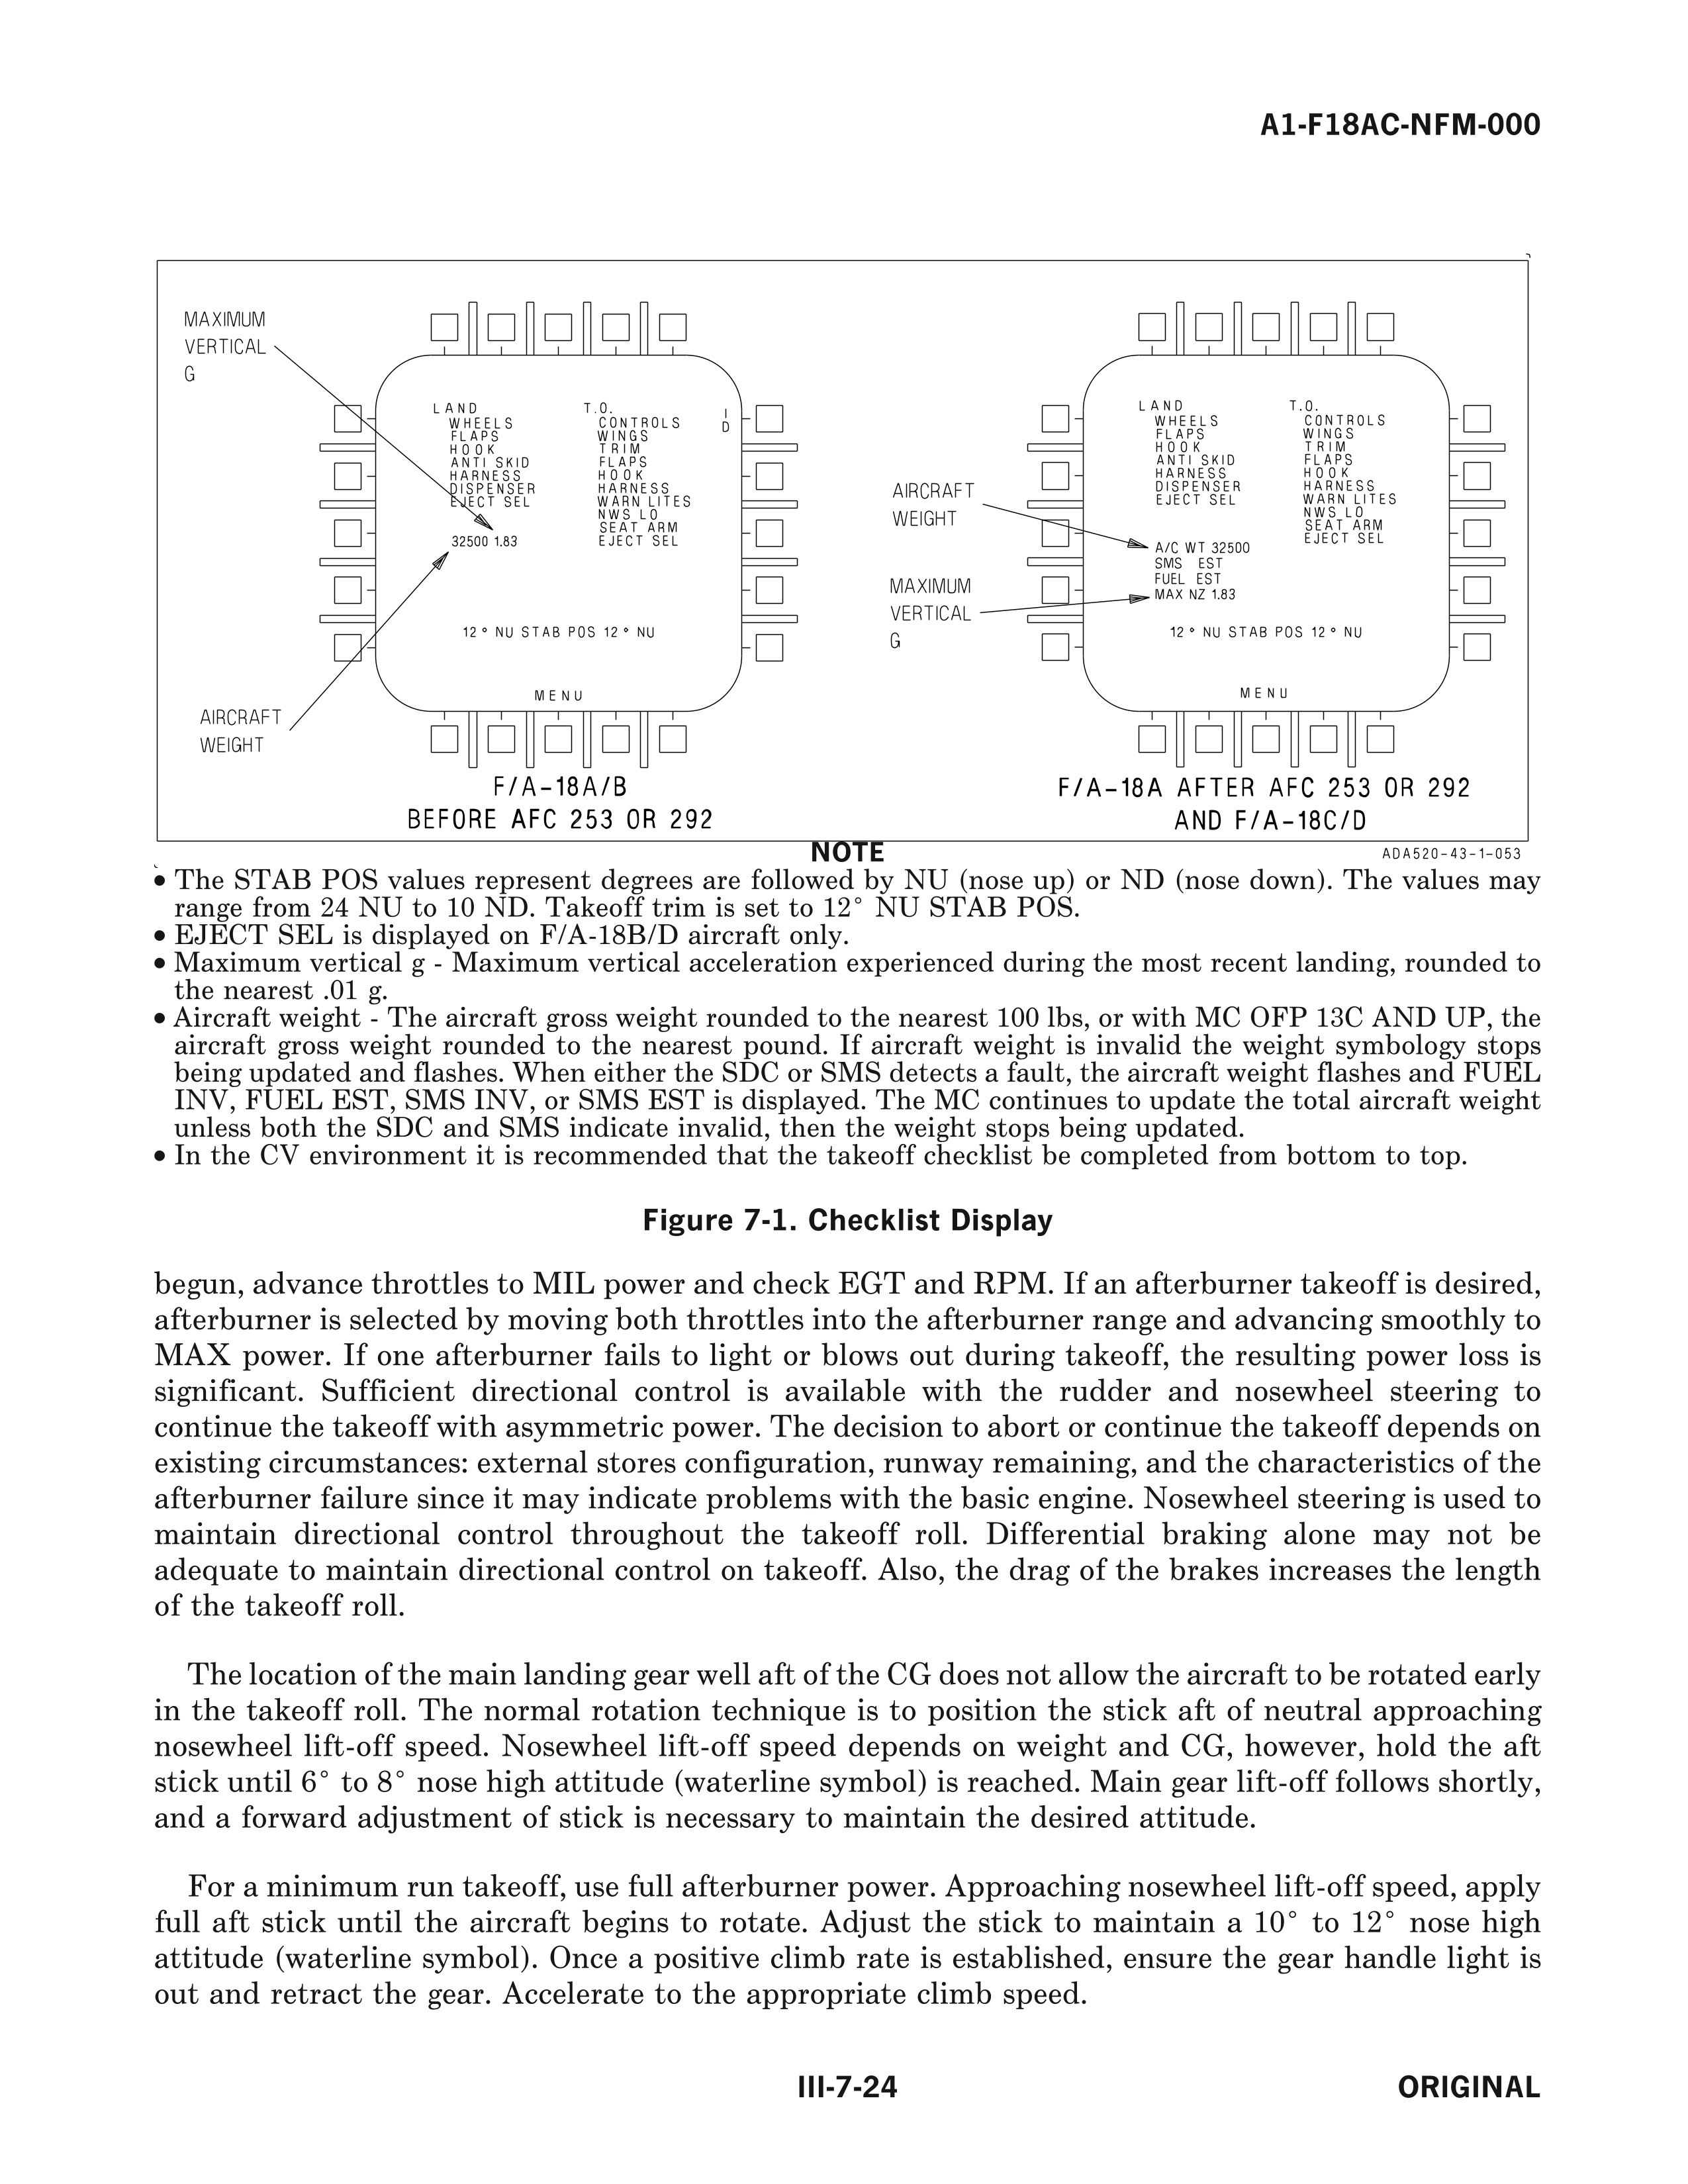 A1-F18AC-NFM-000
MAXIMUM
VERTICAL
G
LAND
WHEELS
FLAPS
HOOK
ANTI SKID
HARNESS
DISPENSER
EJECT SEL
32500 1.83
T.O.
CONTROLS
WINGS
TRIM
FLAPS
HOOK
HARNESS
WARN LITES
NWS LO
SEAT ARM
EJECT SEL
I
D
12° NU STAB POS 12° NU
MENU
AIRCRAFT
WEIGHT
F/A-18A/B
BEFORE AFC 253 OR 292
LAND
WHEELS
FLAPS
HOOK
ANTI SKID
HARNESS
DISPENSER
EJECT SEL
T.O.
CONTROLS
WINGS
TRIM
FLAPS
HOOK
HARNESS
WARN LITES
NWS LO
SEAT ARM
EJECT SEL
AIRCRAFT
WEIGHT
A/C WT 32500
SMS EST
FUEL EST
MAX NZ 1.83
MAXIMUM
VERTICAL
G
12° NU STAB POS 12° NU
MENU
F/A-18A AFTER AFC 253 OR 292
AND F/A-18C/D
ADA520-43-1-053
NOTE
• The STAB POS values represent degrees are followed by NU (nose up) or ND (nose down). The values may
range from 24 NU to 10 ND. Takeoff trim is set to 12° NU STAB POS.
• EJECT SEL is displayed on F/A-18B/D aircraft only.
• Maximum vertical g - Maximum vertical acceleration experienced during the most recent landing, rounded to
the nearest .01 g.
• Aircraft weight - The aircraft gross weight rounded to the nearest 100 lbs, or with MC OFP 13C AND UP, the
aircraft gross weight rounded to the nearest pound. If aircraft weight is invalid the weight symbology stops
being updated and flashes. When either the SDC or SMS detects a fault, the aircraft weight flashes and FUEL
INV, FUEL EST, SMS INV, or SMS EST is displayed. The MC continues to update the total aircraft weight
unless both the SDC and SMS indicate invalid, then the weight stops being updated.
• In the CV environment it is recommended that the takeoff checklist be completed from bottom to top.
Figure 7-1. Checklist Display
begun, advance throttles to MIL power and check EGT and RPM. If an afterburner takeoff is desired,
afterburner is selected by moving both throttles into the afterburner range and advancing smoothly to
MAX power. If one afterburner fails to light or blows out during takeoff, the resulting power loss is
significant. Sufficient directional control is available with the rudder and nosewheel steering to
continue the takeoff with asymmetric power. The decision to abort or continue the takeoff depends on
existing circumstances: external stores configuration, runway remaining, and the characteristics of the
afterburner failure since it may indicate problems with the basic engine. Nosewheel steering is used to
maintain directional control throughout the takeoff roll. Differential braking alone may not be
adequate to maintain directional control on takeoff. Also, the drag of the brakes increases the length
of the takeoff roll.
The location of the main landing gear well aft of the CG does not allow the aircraft to be rotated early
in the takeoff roll. The normal rotation technique is to position the stick aft of neutral approaching
nosewheel lift-off speed. Nosewheel lift-off speed depends on weight and CG, however, hold the aft
stick until 6° to 8° nose high attitude (waterline symbol) is reached. Main gear lift-off follows shortly,
and a forward adjustment of stick is necessary to maintain the desired attitude.
For a minimum run takeoff, use full afterburner power. Approaching nosewheel lift-off speed, apply
full aft stick until the aircraft begins to rotate. Adjust the stick to maintain a 10° to 12° nose high
attitude (waterline symbol). Once a positive climb rate is established, ensure the gear handle light is
out and retract the gear. Accelerate to the appropriate climb speed.
III-7-24
ORIGINAL